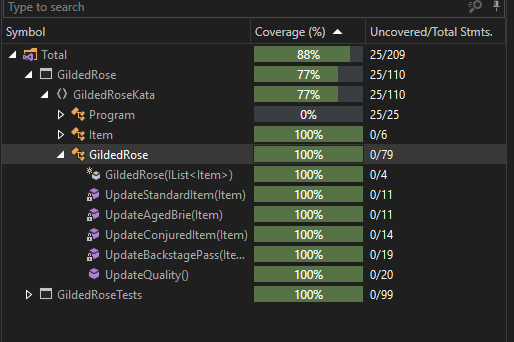 Type to search
Symbol Coverage (%) Uncovered/Total Stmts.
Total 88% 25/209
GildedRose 77% 25/110
GildedRoseKata 77% 25/110
Program 0% 25/25
Item 100% 0/6
GildedRose 100% 0/79
GildedRose(IList<Item>) 100% 0/4
UpdateStandardItem(Item) 100% 0/11
UpdateAgedBrie(Item) 100% 0/11
UpdateConjuredItem(Item) 100% 0/14
UpdateBackstagePass(Ite... 100% 0/19
UpdateQuality() 100% 0/20
GildedRoseTests 100% 0/99